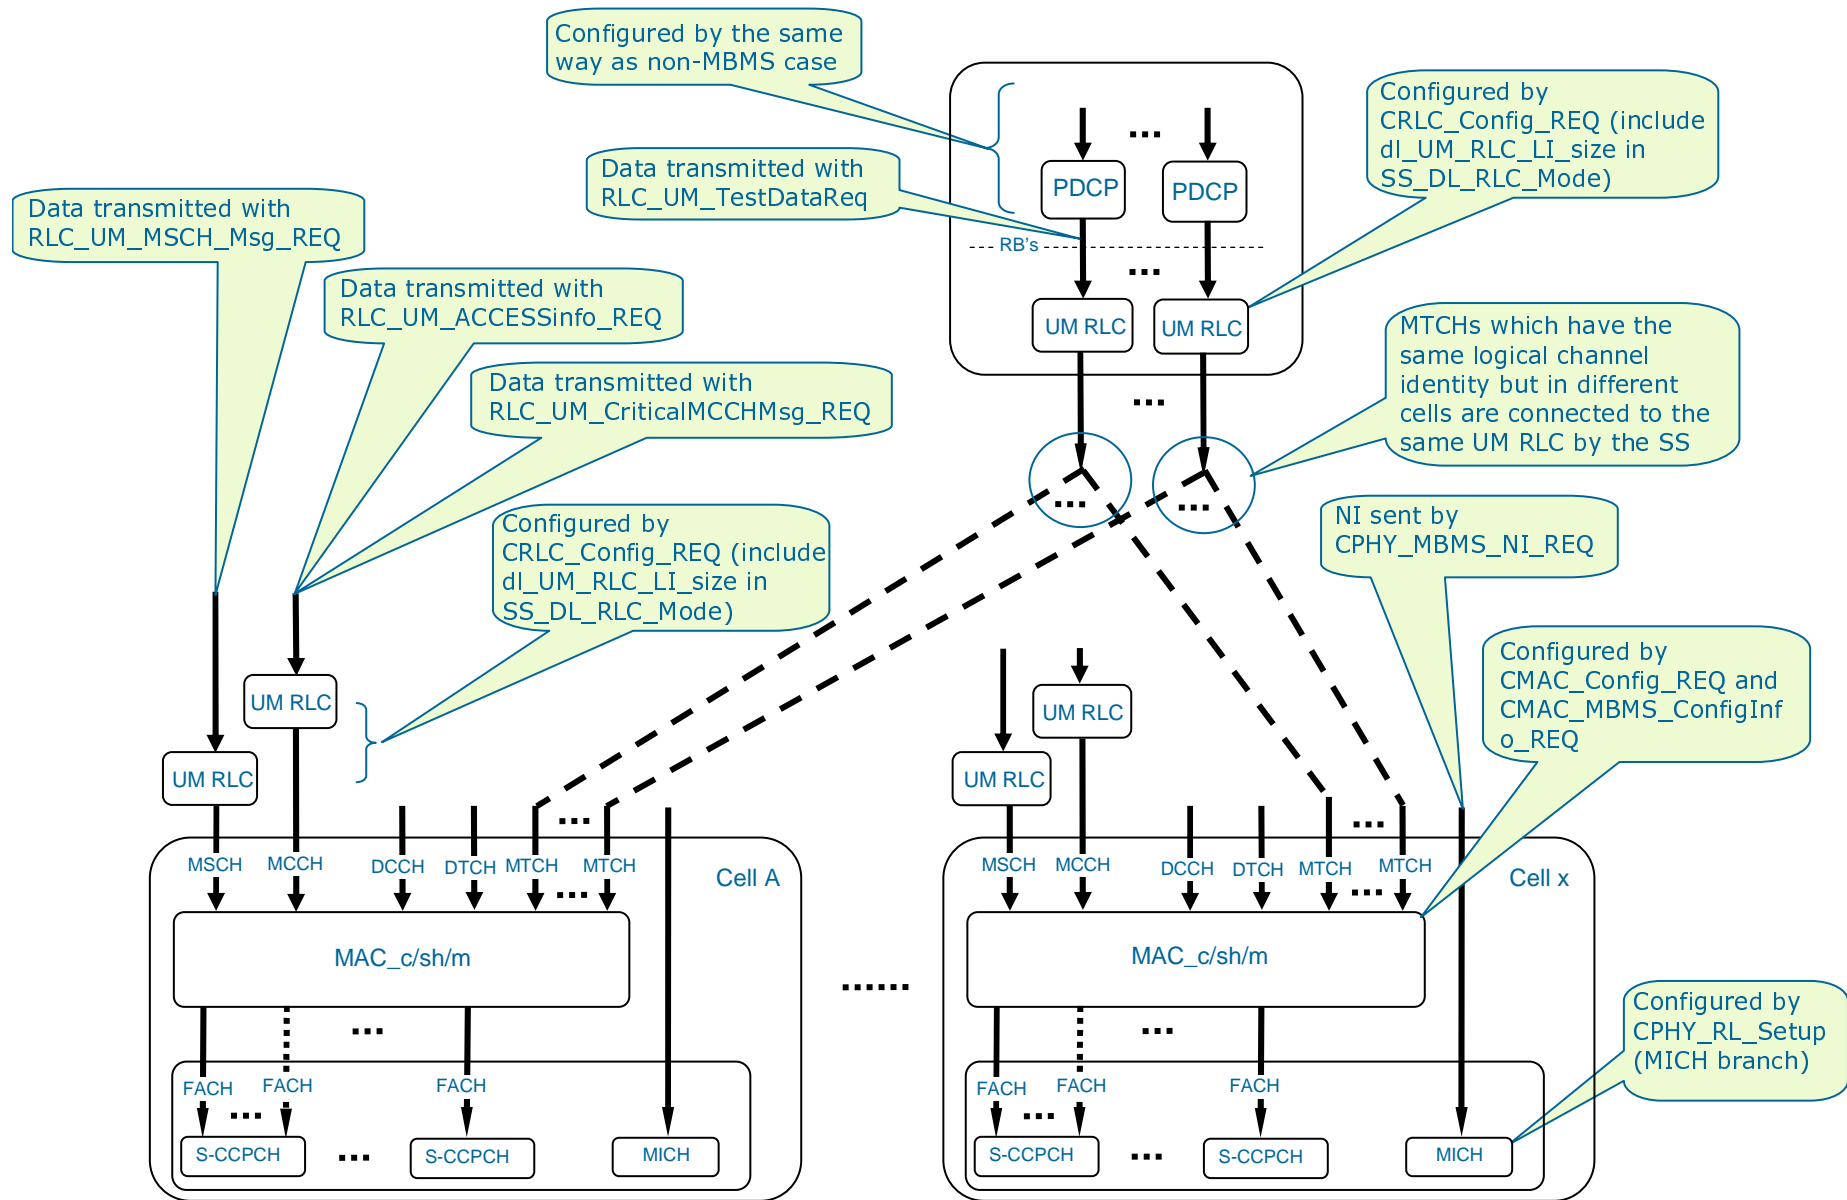 Configured by the same
way as non-MBMS case
Data transmitted with
RLC_UM_TestDataReq
Configured by
CRLC_Config_REQ (include
dl_UM_RLC_LI_size in
SS_DL_RLC_Mode)
PDCP
PDCP
RB's
UM RLC
UM RLC
Data transmitted with
RLC_UM_MSCH_Msg_REQ
Data transmitted with
RLC_UM_ACCESSinfo_REQ
Data transmitted with
RLC_UM_CriticalMCCHMsg_REQ
MTCHs which have the
same logical channel
identity but in different
cells are connected to the
same UM RLC by the SS
Configured by
CRLC_Config_REQ (include
dl_UM_RLC_LI_size in
SS_DL_RLC_Mode)
NI sent by
CPHY_MBMS_NI_REQ
Configured by
CMAC_Config_REQ and
CMAC_MBMS_ConfigInf
o_REQ
UM RLC
UM RLC
UM RLC
UM RLC
MSCH
MCCH
DCCH
DTCH
MTCH
MTCH
Cell A
MAC_c/sh/m
FACH
FACH
FACH
S-CCPCH
S-CCPCH
MICH
MSCH
MCCH
DCCH
DTCH
MTCH
MTCH
Cell x
MAC_c/sh/m
FACH
FACH
FACH
S-CCPCH
S-CCPCH
MICH
Configured by
CPHY_RL_Setup
(MICH branch)